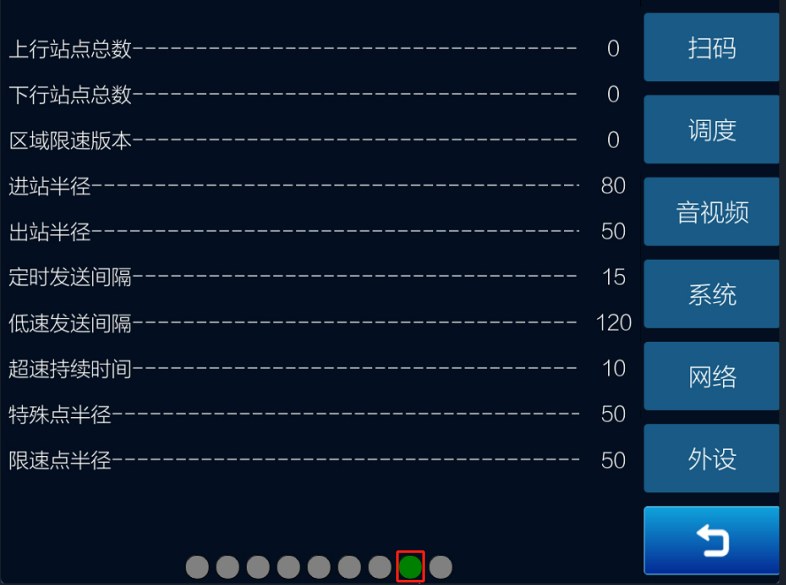 上行站点总数 0
下行站点总数 0
区域限速版本 0
进站半径 80
出站半径 50
定时发送间隔 15
低速发送间隔 120
超速持续时间 10
特殊点半径 50
限速点半径 50
扫码
调度
音视频
系统
网络
外设